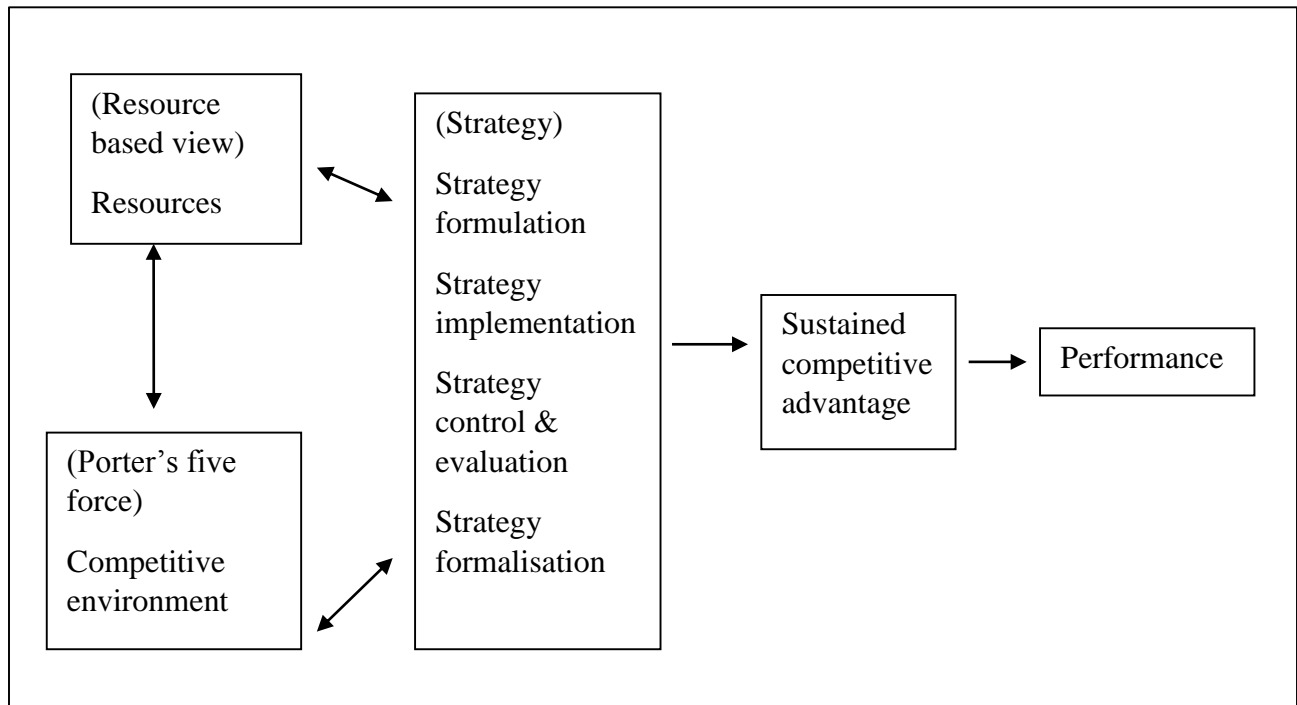 (Resource
based view)
Resources
(Porter’s five
force)
Competitive
environment
(Strategy)
Strategy
formulation
Strategy
implementation
Strategy
control &
evaluation
Strategy
formalisation
Sustained
competitive
advantage
Performance